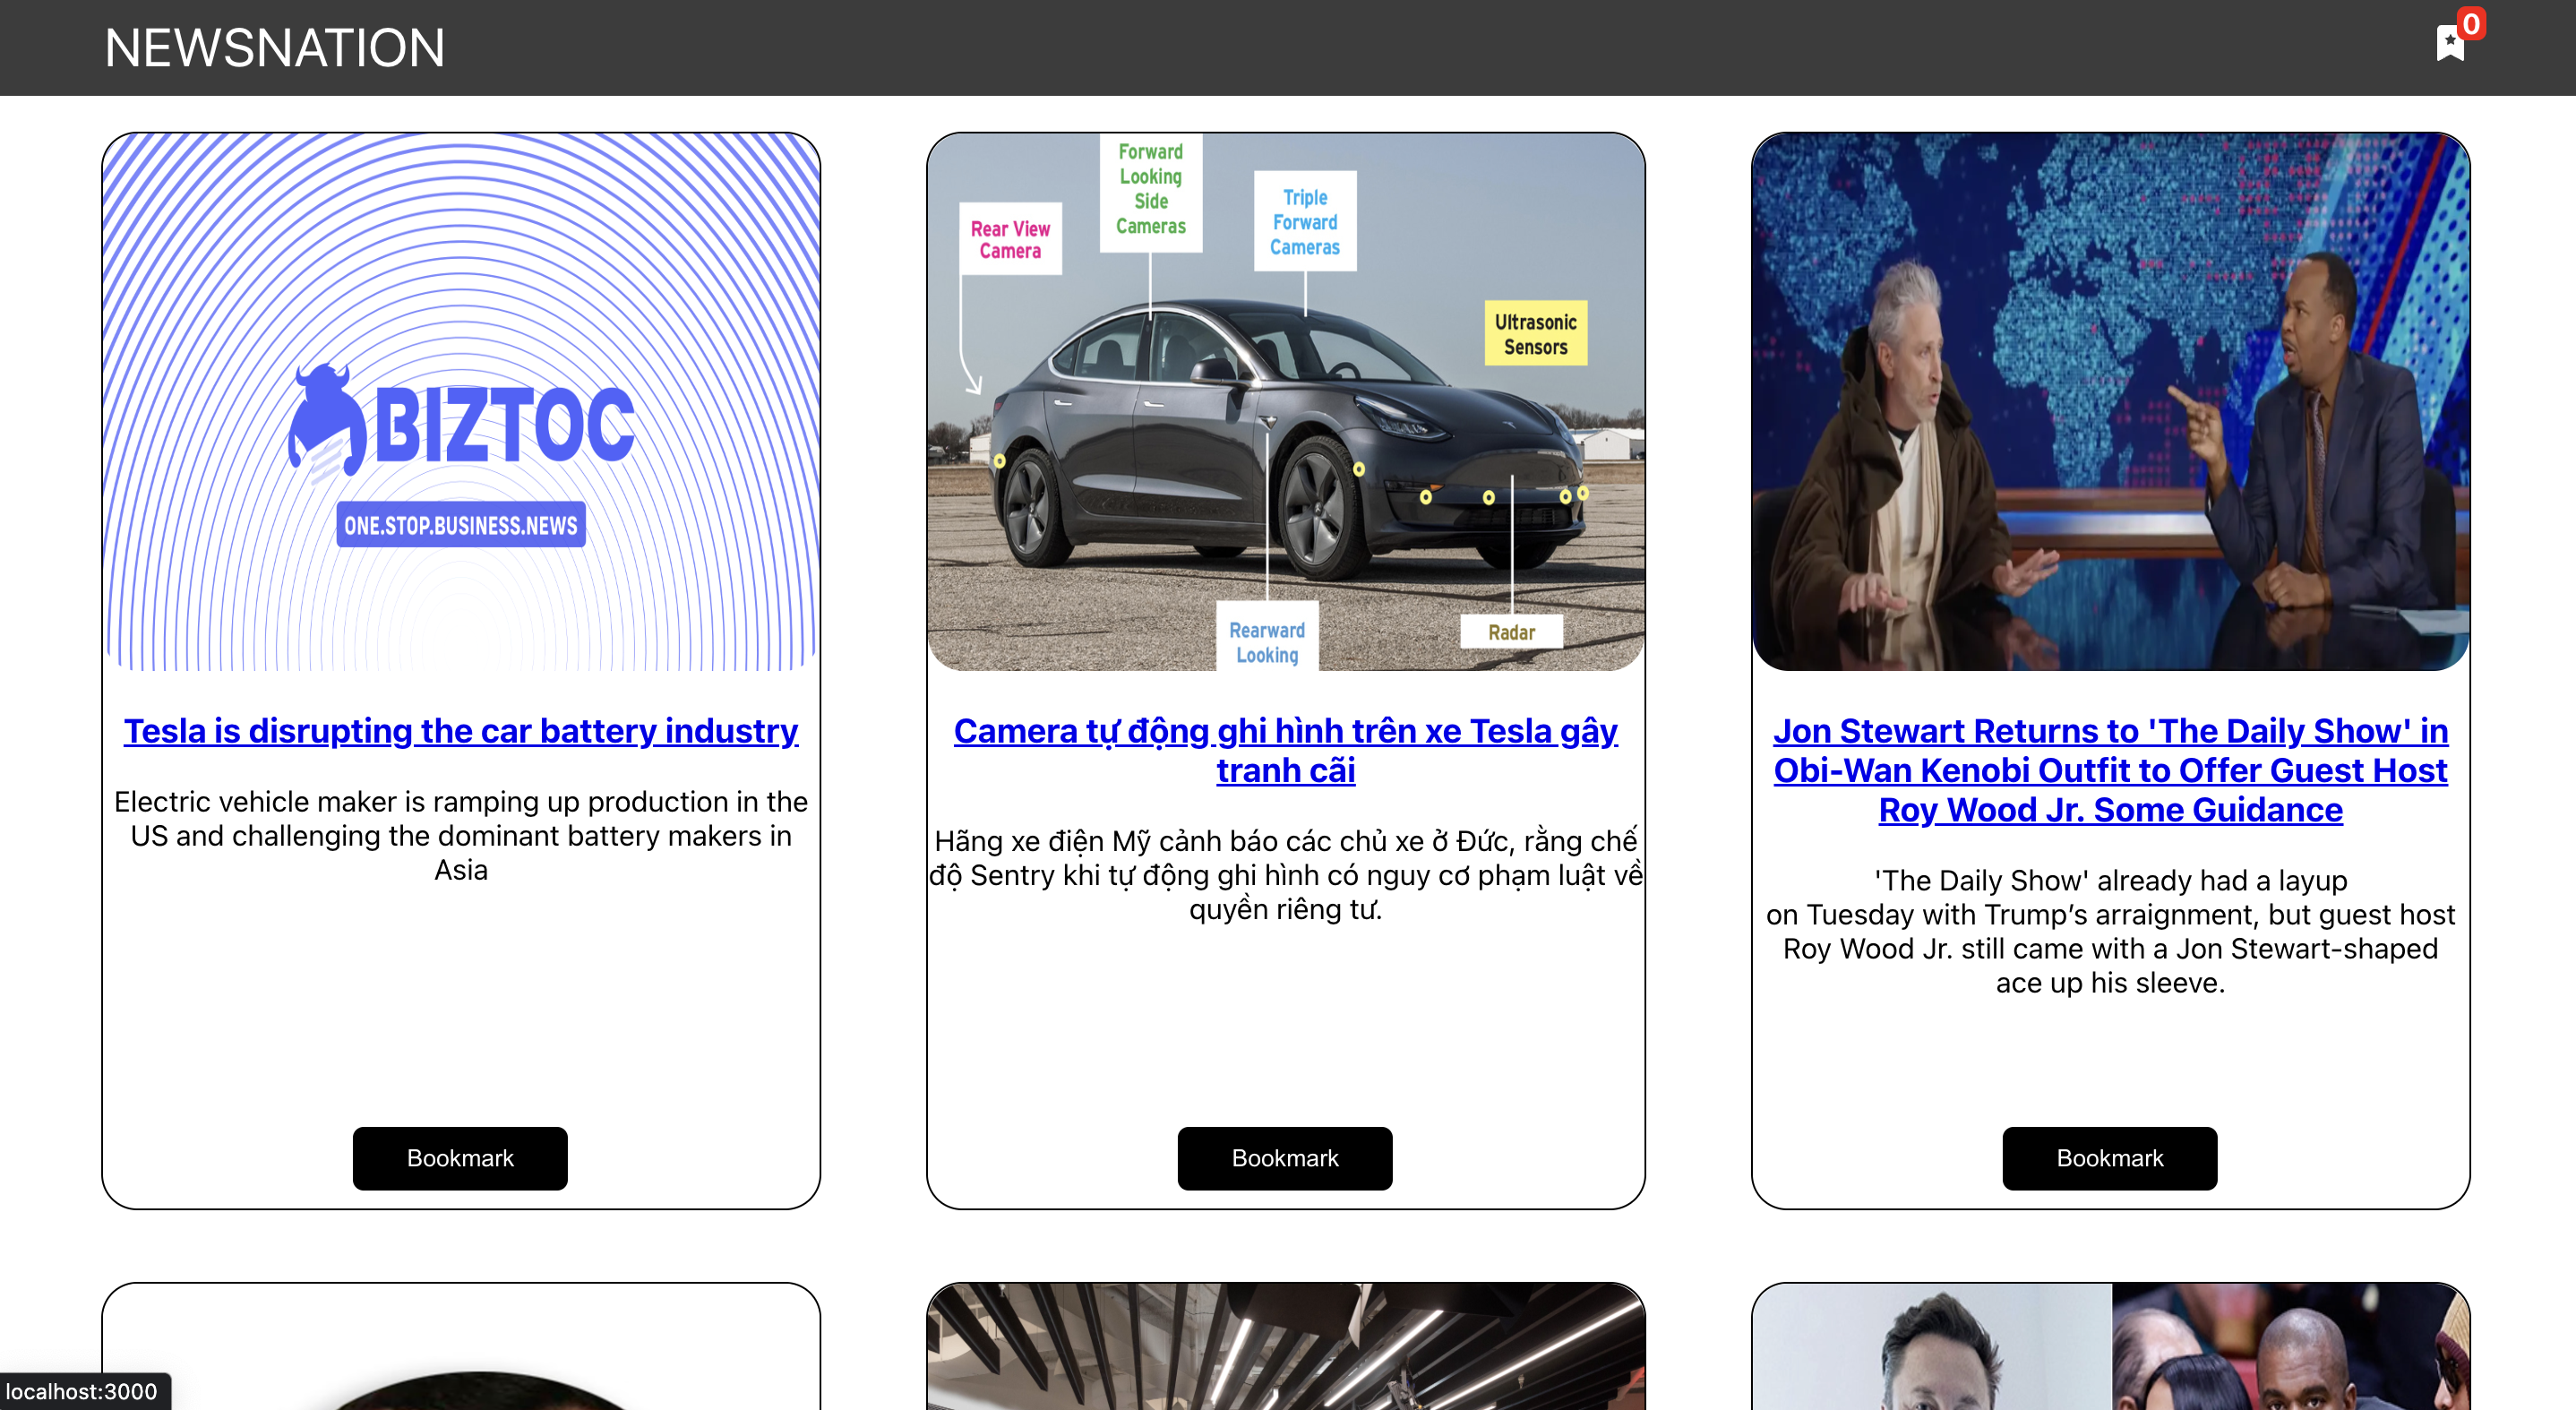 NEWSNATION
0
BIZTOC
ONE.STOP.BUSINESS.NEWS
Tesla is disrupting the car battery industry
Electric vehicle maker is ramping up production in the
US and challenging the dominant battery makers in
Asia
Bookmark
Rear View
Camera
Forward
Looking
Side
Cameras
Triple
Forward
Cameras
Ultrasonic
Sensors
Rearward
Looking
Radar
Camera tự động ghi hình trên xe Tesla gây
tranh cãi
Hãng xe điện Mỹ cảnh báo các chủ xe ở Đức, rằng chế
độ Sentry khi tự động ghi hình có nguy cơ phạm luật về
quyền riêng tư.
Bookmark
Jon Stewart Returns to 'The Daily Show' in
Obi-Wan Kenobi Outfit to Offer Guest Host
Roy Wood Jr. Some Guidance
'The Daily Show' already had a layup
on Tuesday with Trump’s arraignment, but guest host
Roy Wood Jr. still came with a Jon Stewart-shaped
ace up his sleeve.
Bookmark
localhost:3000